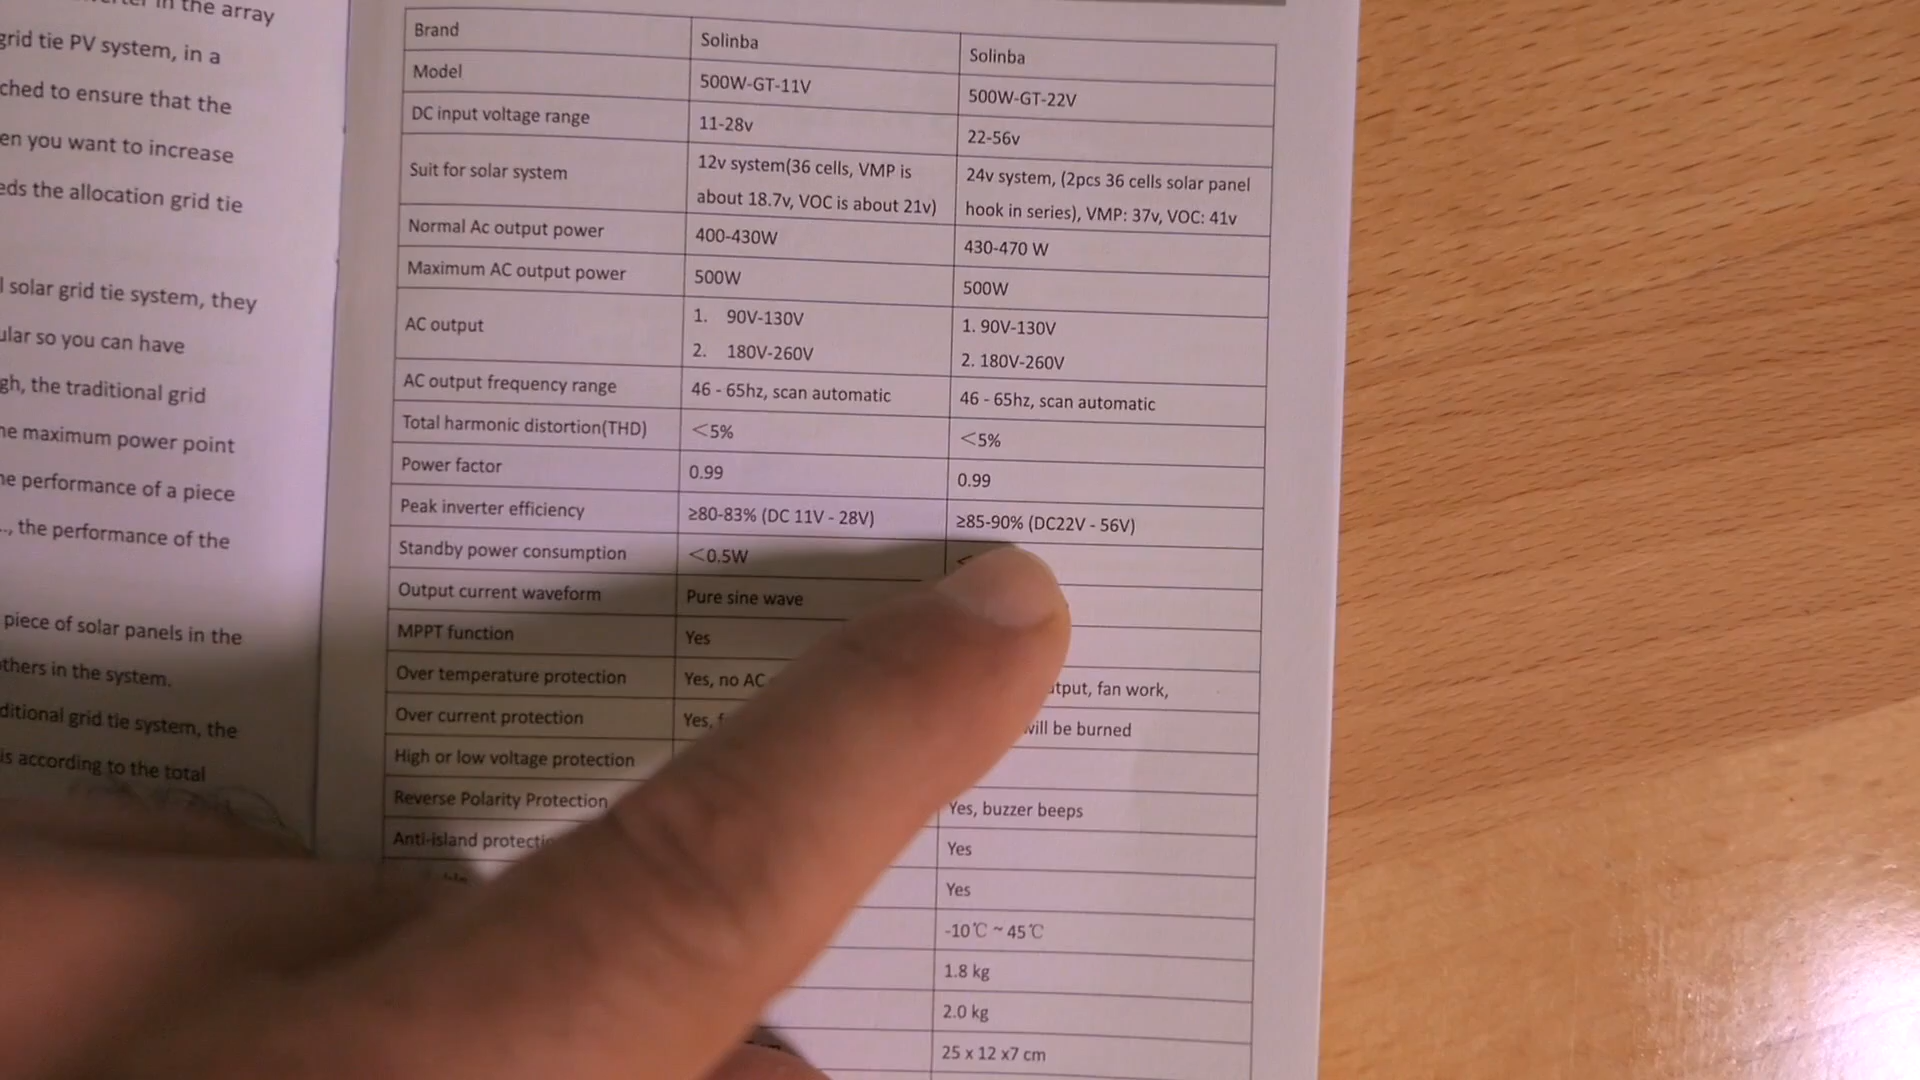 in the array
grid tie PV system, in a
ched to ensure that the
en you want to increase
eds the allocation grid tie
l solar grid tie system, they
ular so you can have
gh, the traditional grid
ne maximum power point
ne performance of a piece
.., the performance of the
piece of solar panels in the
thers in the system.
ditional grid tie system, the
is according to the total
Brand Solinba Solinba
Model 500W-GT-11V 500W-GT-22V
DC input voltage range 11-28v 22-56v
Suit for solar system 12v system(36 cells, VMP is about 18.7v, VOC is about 21v) 24v system, (2pcs 36 cells solar panel hook in series), VMP: 37v, VOC: 41v
Normal Ac output power 400-430W 430-470 W
Maximum AC output power 500W 500W
AC output 1. 90V-130V 1. 90V-130V
2. 180V-260V 2. 180V-260V
AC output frequency range 46 - 65hz, scan automatic 46 - 65hz, scan automatic
Total harmonic distortion(THD) <5% <5%
Power factor 0.99 0.99
Peak inverter efficiency ≥80-83% (DC 11V - 28V) ≥85-90% (DC22V - 56V)
Standby power consumption <0.5W <
Output current waveform Pure sine wave
MPPT function Yes
Over temperature protection Yes, no AC tput, fan work,
Over current protection Yes, will be burned
High or low voltage protection
Reverse Polarity Protection Yes, buzzer beeps
Anti-island protectio Yes
Yes
-10℃ ~ 45℃
1.8 kg
2.0 kg
25 x 12 x7 cm